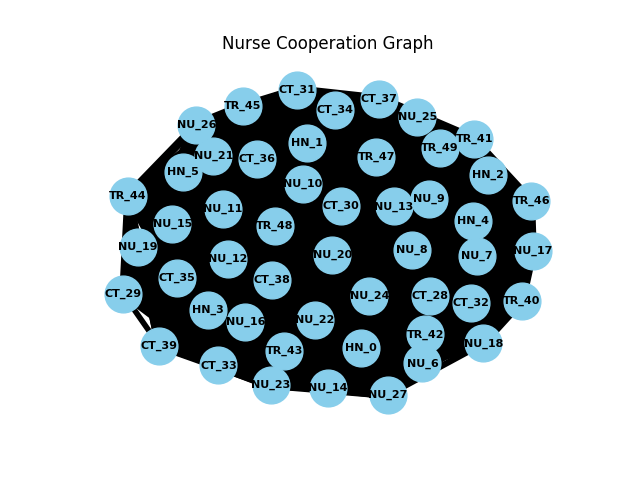 Nurse Cooperation Graph
CT_31
CT_37
TR_45
CT_34
NU_25
NU_26
TR_41
HN_1
TR_49
NU_21
TR_47
CT_36
HN_5
HN_2
NU_10
TR_44
NU_9
TR_46
CT_30
NU_13
NU_11
HN_4
NU_15
TR_48
NU_19
NU_8
NU_17
NU_20
NU_7
NU_12
CT_35
CT_38
CT_29
NU_24
CT_28
TR_40
CT_32
HN_3
NU_22
NU_16
TR_42
NU_18
CT_39
HN_0
TR_43
NU_6
CT_33
NU_23
NU_14
NU_27